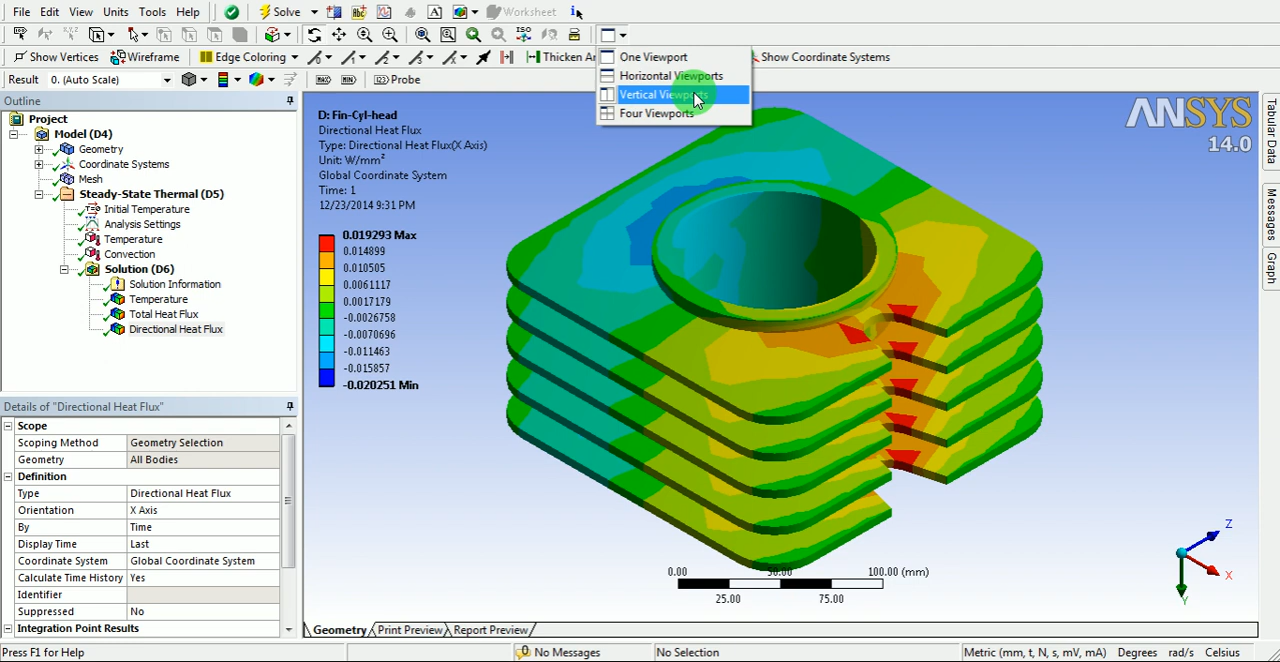 File Edit View Units Tools Help Solve Worksheet
Show Vertices Wireframe Edge Coloring Thicken An Show Coordinate Systems
Result 0. (Auto Scale) Probe
One Viewport
Horizontal Viewports
Vertical Viewports
Four Viewports
Outline
Project
Model (D4)
Geometry
Coordinate Systems
Mesh
Steady-State Thermal (D5)
Initial Temperature
Analysis Settings
Temperature
Convection
Solution (D6)
Solution Information
Temperature
Total Heat Flux
Directional Heat Flux
Details of "Directional Heat Flux"
Scope
Scoping Method Geometry Selection
Geometry All Bodies
Definition
Type Directional Heat Flux
Orientation X Axis
By Time
Display Time Last
Coordinate System Global Coordinate System
Calculate Time History Yes
Identifier
Suppressed No
Integration Point Results
D: Fin-Cyl-head
Directional Heat Flux
Type: Directional Heat Flux(X Axis)
Unit: W/mm²
Global Coordinate System
Time: 1
12/23/2014 9:31 PM
0.019293 Max
0.014899
0.010505
0.0061117
0.0017179
-0.0026758
-0.0070696
-0.011463
-0.015857
-0.020251 Min
ANSYS
14.0
0.00 50.00 100.00 (mm)
25.00 75.00
Z
X
Y
Tabular Data
Messages
Graph
Geometry Print Preview Report Preview
Press F1 for Help No Messages No Selection Metric (mm, t, N, s, mV, mA) Degrees rad/s Celsius